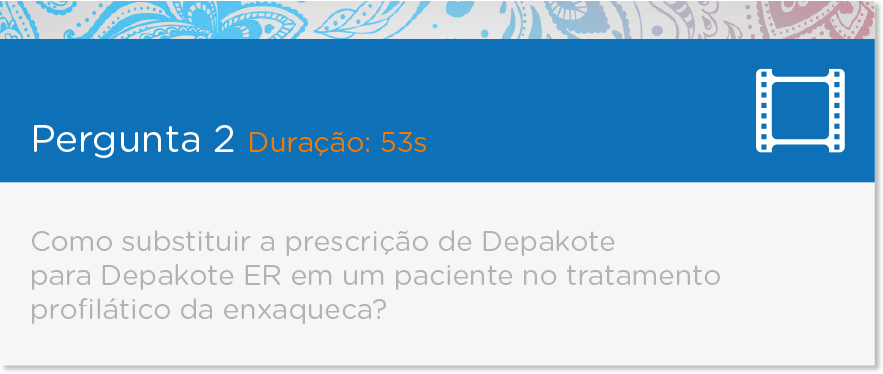 Pergunta 2 Duração: 53s
Como substituir a prescrição de Depakote
para Depakote ER em um paciente no tratamento
profilático da enxaqueca?